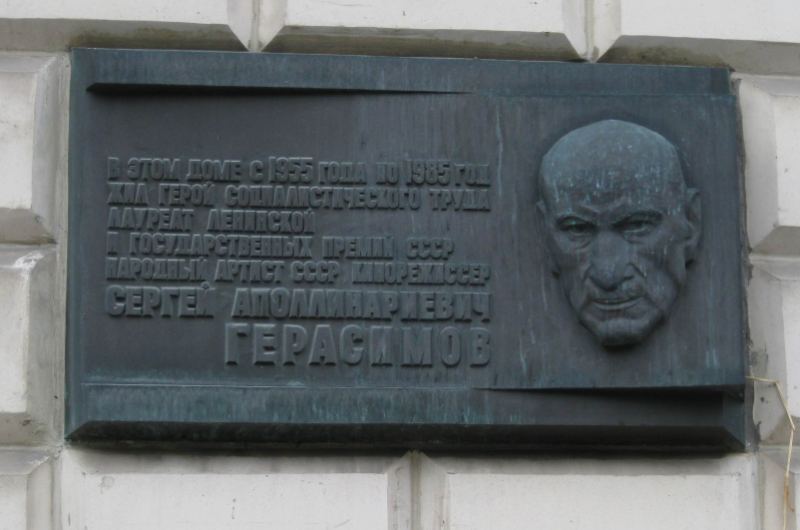 В ЭТОМ ДОМЕ С 1955 ГОДА ПО 1985 ГОД
ЖИЛ ГЕРОЙ СОЦИАЛИСТИЧЕСКОГО ТРУДА
ЛАУРЕАТ ЛЕНИНСКОЙ
И ГОСУДАРСТВЕННЫХ ПРЕМИЙ СССР
НАРОДНЫЙ АРТИСТ СССР КИНОРЕЖИССЕР
СЕРГЕЙ АПОЛЛИНАРИЕВИЧ
ГЕРАСИМОВ